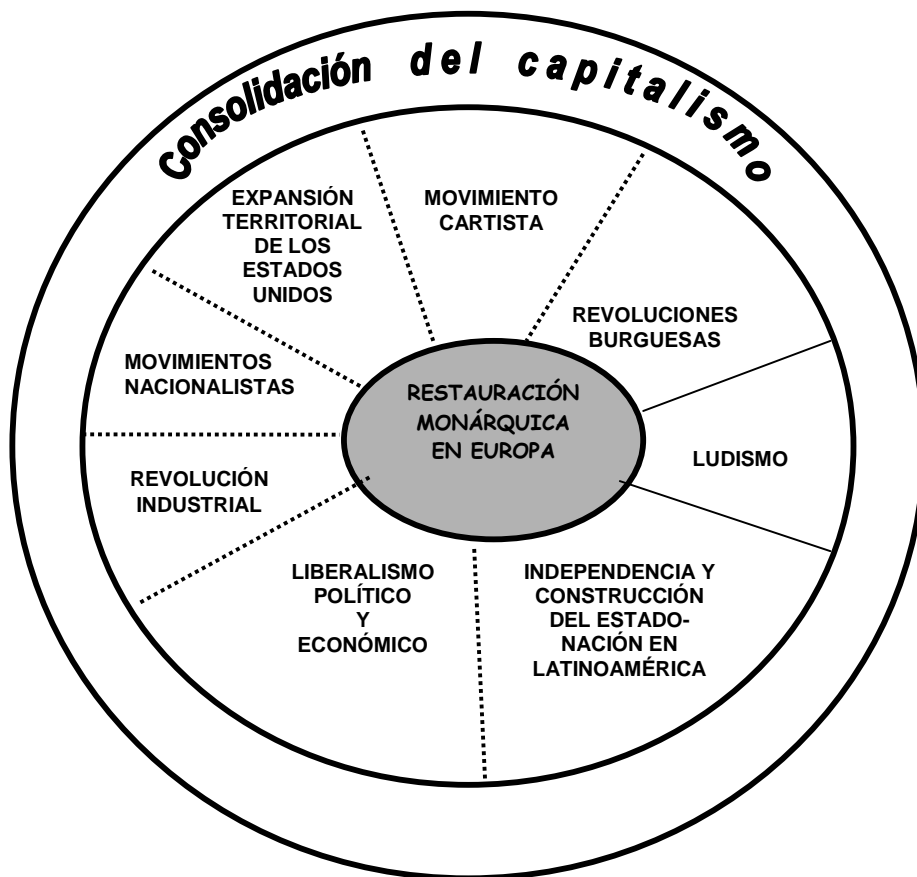 Consolidación del capitalismo
EXPANSIÓN
TERRITORIAL
DE LOS
ESTADOS
UNIDOS
MOVIMIENTO
CARTISTA
REVOLUCIONES
BURGUESAS
MOVIMIENTOS
NACIONALISTAS
RESTAURACIÓN
MONÁRQUICA
EN EUROPA
LUDISMO
REVOLUCIÓN
INDUSTRIAL
LIBERALISMO
POLÍTICO
Y
ECONÓMICO
INDEPENDENCIA Y
CONSTRUCCIÓN
DEL ESTADO-
NACIÓN EN
LATINOAMÉRICA